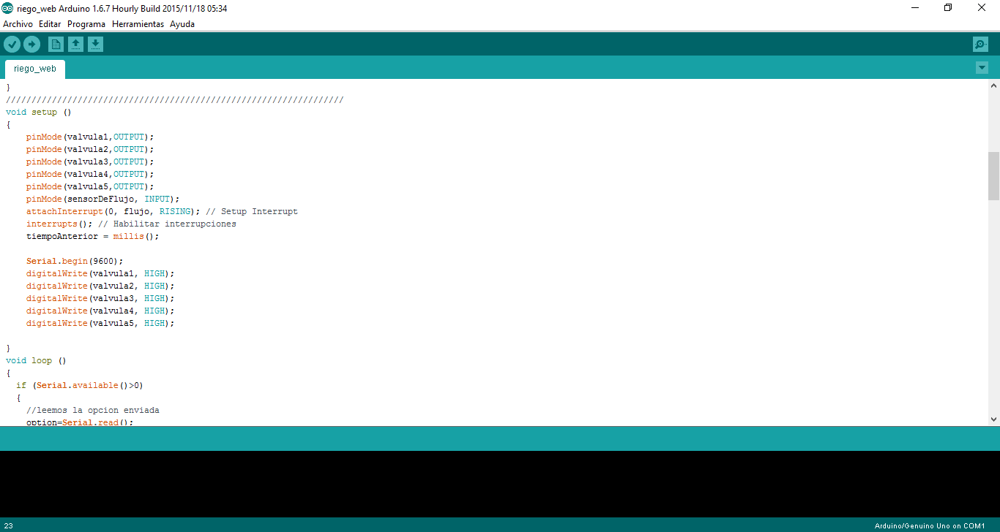 riego_web Arduino 1.6.7 Hourly Build 2015/11/18 05:34
Archivo Editar Programa Herramientas Ayuda
riego_web
}
//////////////////////////////////////////////////////////////////
void setup ()
{
    pinMode(valvula1,OUTPUT);
    pinMode(valvula2,OUTPUT);
    pinMode(valvula3,OUTPUT);
    pinMode(valvula4,OUTPUT);
    pinMode(valvula5,OUTPUT);
    pinMode(sensorDeFlujo, INPUT);
    attachInterrupt(0, flujo, RISING); // Setup Interrupt
    interrupts(); // Habilitar interrupciones
    tiempoAnterior = millis();
    Serial.begin(9600);
    digitalWrite(valvula1, HIGH);
    digitalWrite(valvula2, HIGH);
    digitalWrite(valvula3, HIGH);
    digitalWrite(valvula4, HIGH);
    digitalWrite(valvula5, HIGH);
}
void loop ()
{
  if (Serial.available()>0)
  {
    //leemos la opcion enviada
    option=Serial.read();
23 Arduino/Genuino Uno on COM1